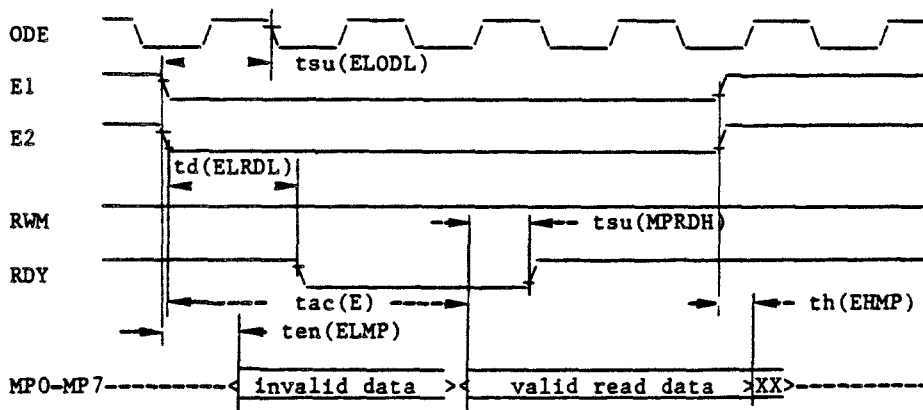 ODE
tsu(ELODL)
E1
E2
td(ELRDL)
RWM
tsu(MPRDH)
RDY
tac(E)
th(EHMP)
ten(ELMP)
MP0-MP7
invalid data
valid read data
XX